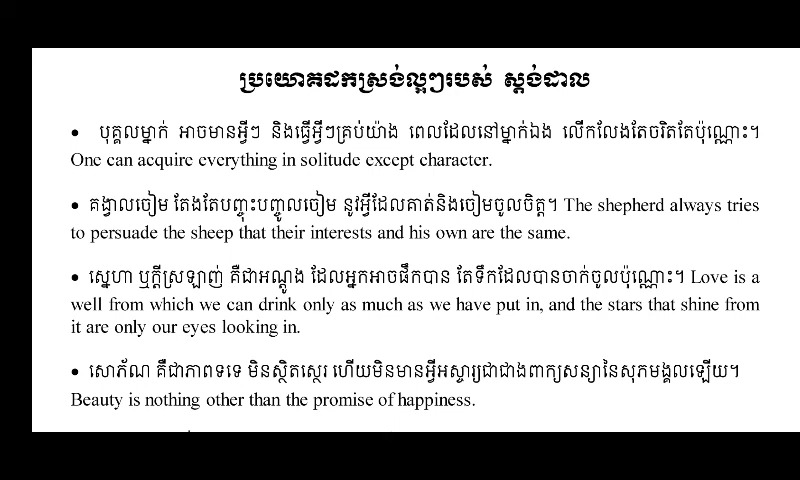 ប្រយោគដកស្រង់ល្អៗរបស់ ស្តង់ដាល
• បុគ្គលម្នាក់ អាចមានអ្វីៗ និងធ្វើអ្វីៗគ្រប់យ៉ាង ពេលដែលនៅម្នាក់ឯង លើកលែងតែចរិតតែប៉ុណ្ណោះ។
One can acquire everything in solitude except character.
• គង្វាលចៀម តែងតែបញ្ចុះបញ្ចូលចៀម នូវអ្វីដែលគាត់និងចៀមចូលចិត្ត។ The shepherd always tries
to persuade the sheep that their interests and his own are the same.
• ស្នេហា ឬក្តីស្រឡាញ់ គឺជាអណ្តូង ដែលអ្នកអាចផឹកបាន តែទឹកដែលបានចាក់ចូលប៉ុណ្ណោះ។ Love is a
well from which we can drink only as much as we have put in, and the stars that shine from
it are only our eyes looking in.
• សោភ័ណ គឺជាភាពទទេ មិនស្ថិតស្ថេរ ហើយមិនមានអ្វីអស្ចារ្យជាជាងពាក្យសន្យានៃសុភមង្គលឡើយ។
Beauty is nothing other than the promise of happiness.